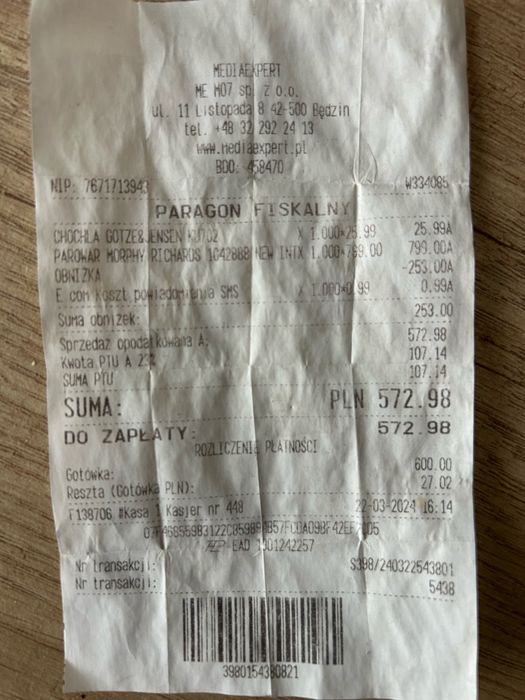 MEDIAEXPERT
ME M07 sp. z o.o.
ul. 11 Listopada 8 42-500 Będzin
tel. +48 32 292 24 13
www.mediaexpert.pl
BDO: 458470
NIP: 7671713943 W334085
PARAGON FISKALNY
CHOCHLA GOTZE&JENSEN X 1.000*25.99 25.99A
PAROWAR MORPHY RICHARDS NEW INTX 1.000*799.00 799.00A
OBNIŻKA -253.00A
E com Koszt powiadomienia SMS X 1.000*0.99 0.99A
Suma obniżek: 253.00
Sprzedaż opodatkowana A: 572.98
Kwota PTU A 23% 107.14
SUMA PTU 107.14
SUMA: PLN 572.98
DO ZAPŁATY: 572.98
ROZLICZENIE PŁATNOŚCI
Gotówka: 600.00
Reszta (Gotówka PLN): 27.02
F138706 #Kasa 1 Kasjer nr 448 22-03-2024 16:14
EAD 1901242257
Nr transakcji: S398/240322543801
Nr transakcji: 5438
3980154380821